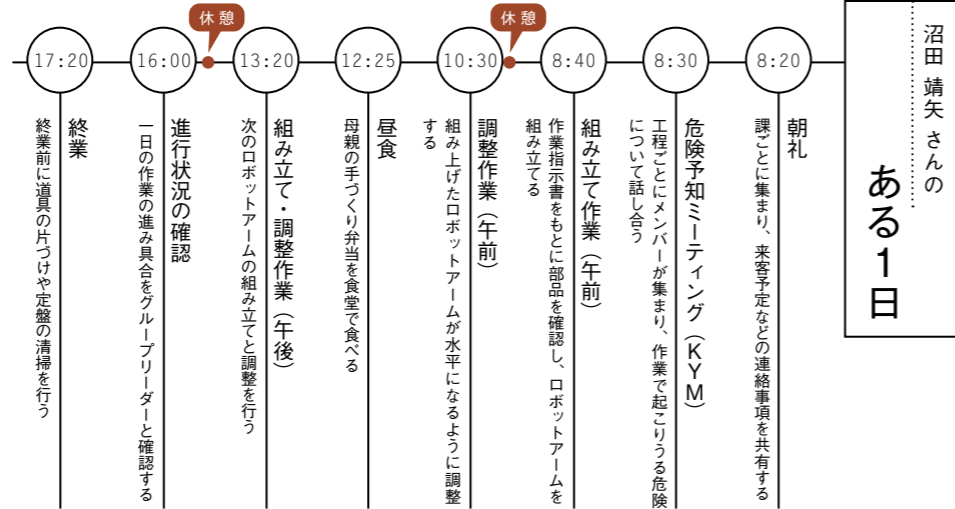 沼田 靖矢 さんの
ある1日
8:20
朝礼
課ごとに集まり、来客予定などの連絡事項を共有する
8:30
危険予知ミーティング（KYM）
工程ごとにメンバーが集まり、作業で起こりうる危険
について話し合う
8:40
組み立て作業（午前）
作業指示書をもとに部品を確認し、ロボットアームを
組み立てる
休憩
10:30
調整作業（午前）
組み上げたロボットアームが水平になるように調整
する
12:25
昼食
母親の手づくり弁当を食堂で食べる
13:20
組み立て・調整作業（午後）
次のロボットアームの組み立てと調整を行う
休憩
16:00
進行状況の確認
一日の作業の進み具合をグループリーダーと確認する
17:20
終業
終業前に道具の片づけや定盤の清掃を行う